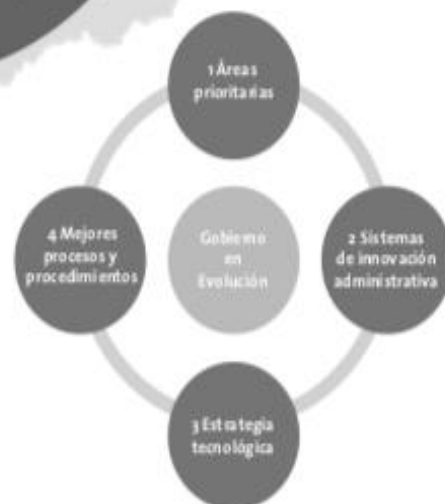 1 Áreas
prioritarias
2 Sistemas
de innovación
administrativa
3 Estrategia
tecnológica
4 Mejores
procesos y
procedimientos
Gobierno
en
Evolución